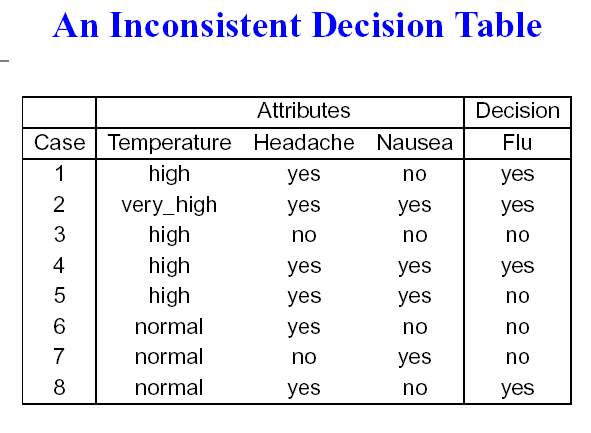 An Inconsistent Decision Table
Attributes Decision
Case Temperature Headache Nausea Flu
1 high yes no yes
2 very_high yes yes yes
3 high no no no
4 high yes yes yes
5 high yes yes no
6 normal yes no no
7 normal no yes no
8 normal yes no yes